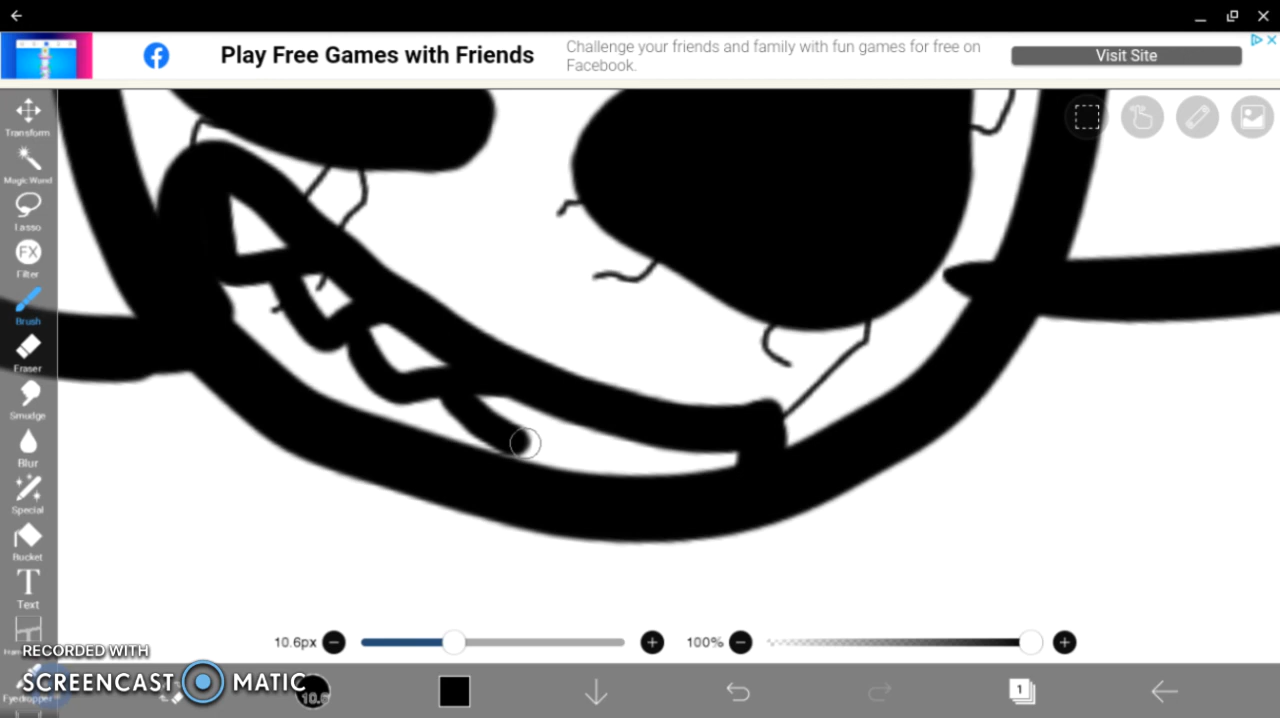 Play Free Games with Friends
Challenge your friends and family with fun games for free on
Facebook.
Visit Site
Transform
Magic Wand
Lasso
FX
Filter
Brush
Eraser
Smudge
Blur
Special
Bucket
T
Text
10.6px
100%
RECORDED WITH
SCREENCAST MATIC
Eyedropper
1